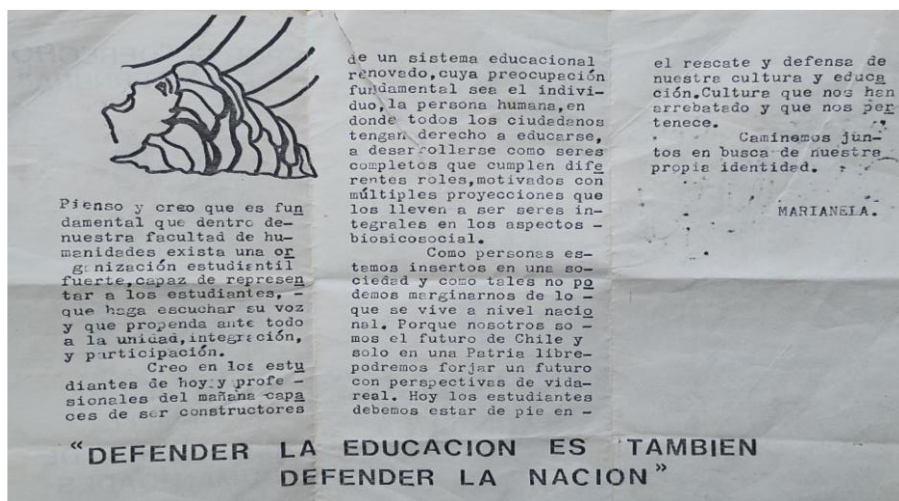 Pienso y creo que es fun
damental que dentro de-
nuestra facultad de hu-
manidades exista una or
ganización estudiantil
fuerte,capaz de represen
tar a los estudiantes, -
que haga escuchar su voz
y que propenda ante todo
a la unidad,integración,
y participación.
Creo en los estu
diantes de hoy y profe -
sionales del mañana capa
ces de ser constructores
de un sistema educacional
renovado,cuya preocupación
fundamental sea el indivi-
duo,la persona humana,en
donde todos los ciudadanos
tengan derecho a educarse,
a desarrollarse como seres
completos que cumplen dife
rentes roles,motivados con
múltiples proyecciones que
los lleven a ser seres in-
tegrales en los aspectos -
biosicosocial.
Como personas es-
tamos insertos en una so-
ciedad y como tales no po
demos marginarnos de lo -
que se vive a nivel nacio
nal. Porque nosotros so -
mos el futuro de Chile y
solo en una Patria libre-
podremos forjar un futuro
con perspectivas de vida-
real. Hoy los estudiantes
debemos estar de pie en -
el rescate y defensa de
nuestra cultura y educa
ción.Cultura que nos han
arrebatado y que nos per
tenece.
Caminemos jun-
tos en busca de nuestra
propia identidad.
MARIANELA.
"DEFENDER LA EDUCACION ES TAMBIEN
DEFENDER LA NACION"